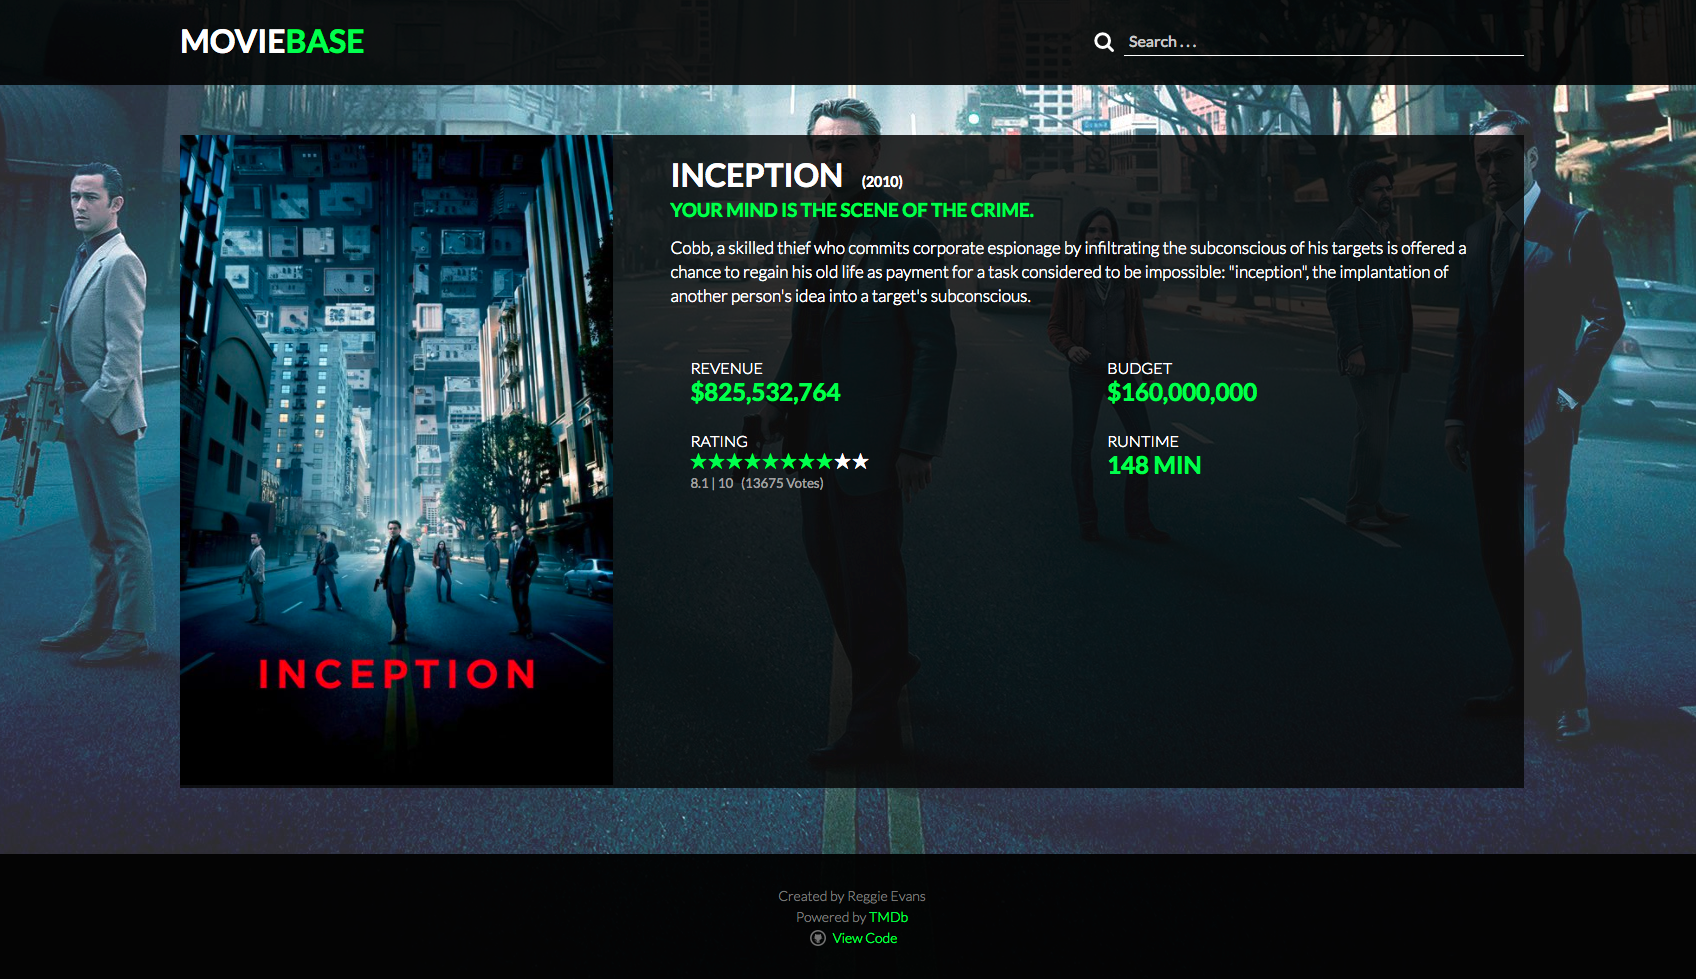 MOVIEBASE
Search . . .
INCEPTION (2010)
YOUR MIND IS THE SCENE OF THE CRIME.
Cobb, a skilled thief who commits corporate espionage by infiltrating the subconscious of his targets is offered a
chance to regain his old life as payment for a task considered to be impossible: "inception", the implantation of
another person's idea into a target's subconscious.
REVENUE
$825,532,764
BUDGET
$160,000,000
RATING
8.1 | 10 (13675 Votes)
RUNTIME
148 MIN
INCEPTION
Created by Reggie Evans
Powered by TMDb
View Code